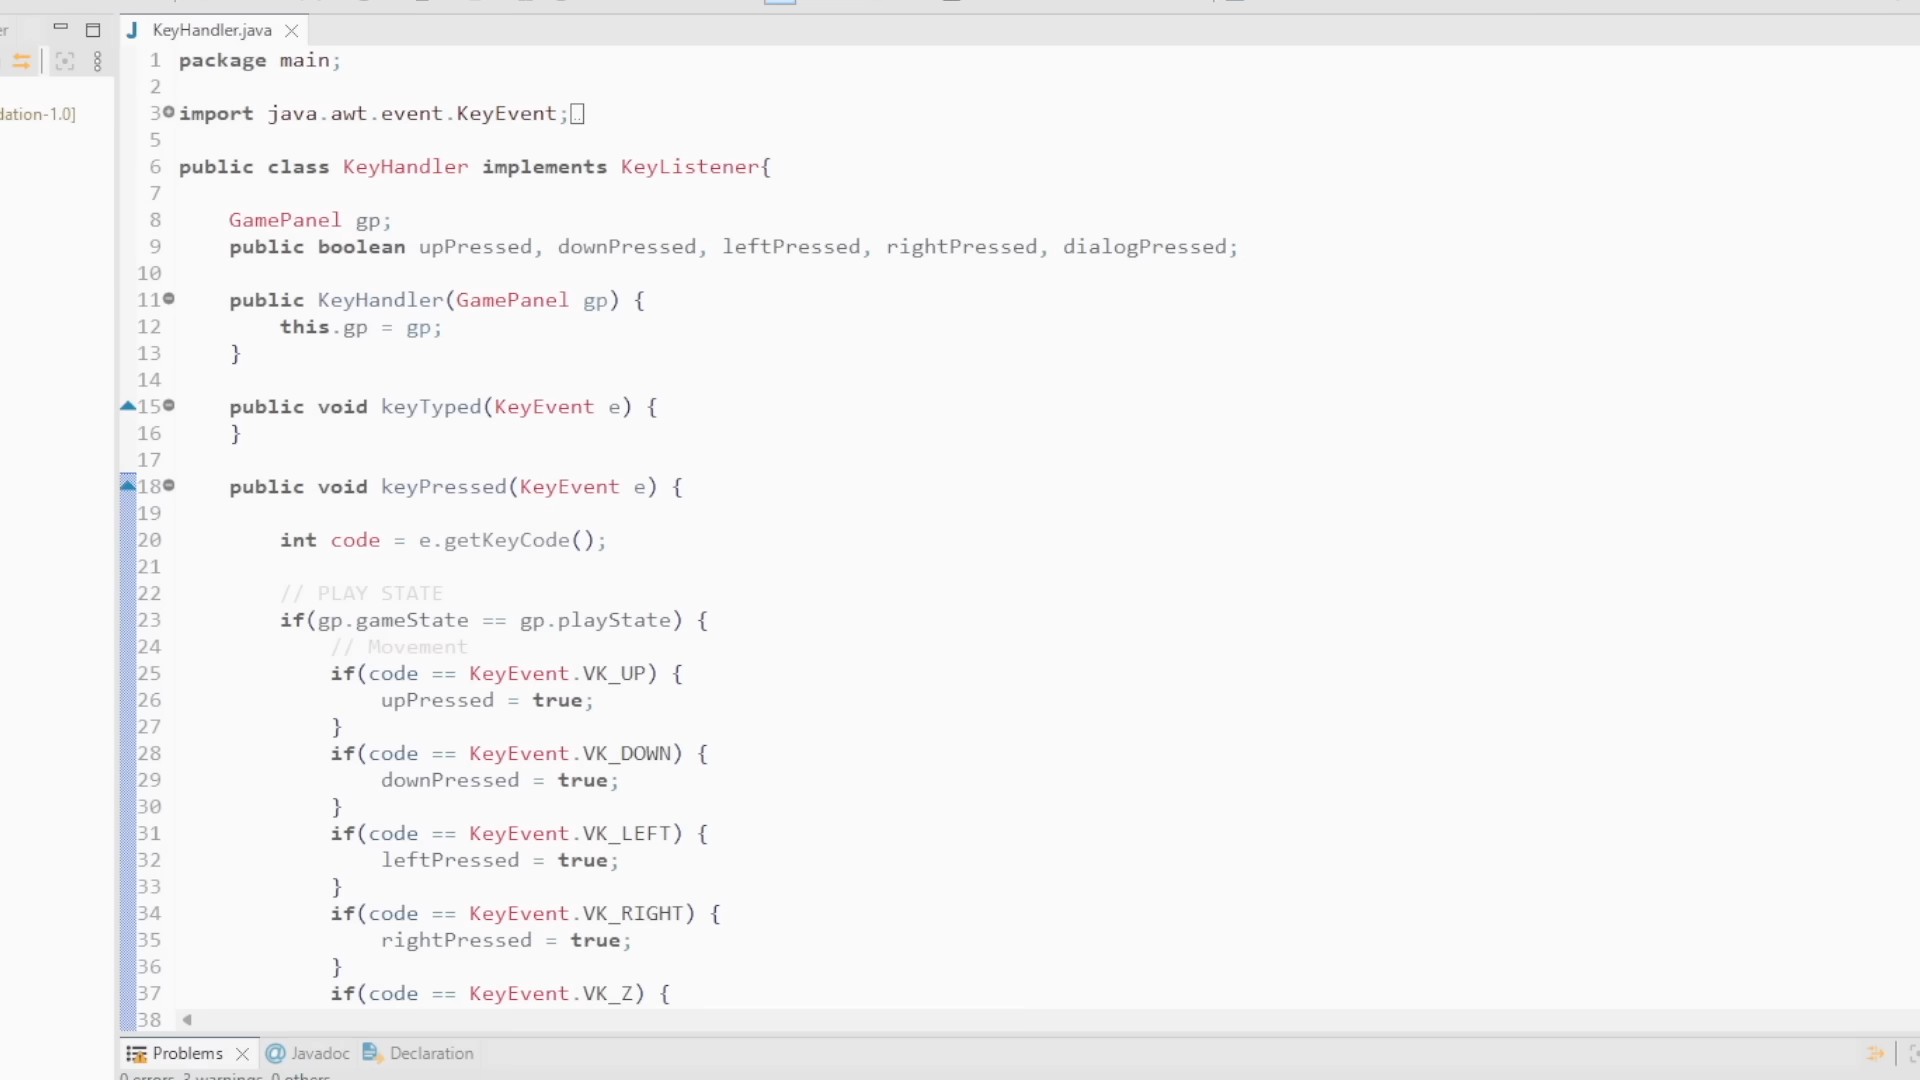 er
KeyHandler.java
dation-1.0]
1 package main;
2
3 import java.awt.event.KeyEvent;
5
6 public class KeyHandler implements KeyListener{
7
8 GamePanel gp;
9 public boolean upPressed, downPressed, leftPressed, rightPressed, dialogPressed;
10
11 public KeyHandler(GamePanel gp) {
12 this.gp = gp;
13 }
14
15 public void keyTyped(KeyEvent e) {
16 }
17
18 public void keyPressed(KeyEvent e) {
19
20 int code = e.getKeyCode();
21
22 // PLAY STATE
23 if(gp.gameState == gp.playState) {
24 // Movement
25 if(code == KeyEvent.VK_UP) {
26 upPressed = true;
27 }
28 if(code == KeyEvent.VK_DOWN) {
29 downPressed = true;
30 }
31 if(code == KeyEvent.VK_LEFT) {
32 leftPressed = true;
33 }
34 if(code == KeyEvent.VK_RIGHT) {
35 rightPressed = true;
36 }
37 if(code == KeyEvent.VK_Z) {
38
Problems @ Javadoc Declaration
0 errors, 3 warnings, 0 others